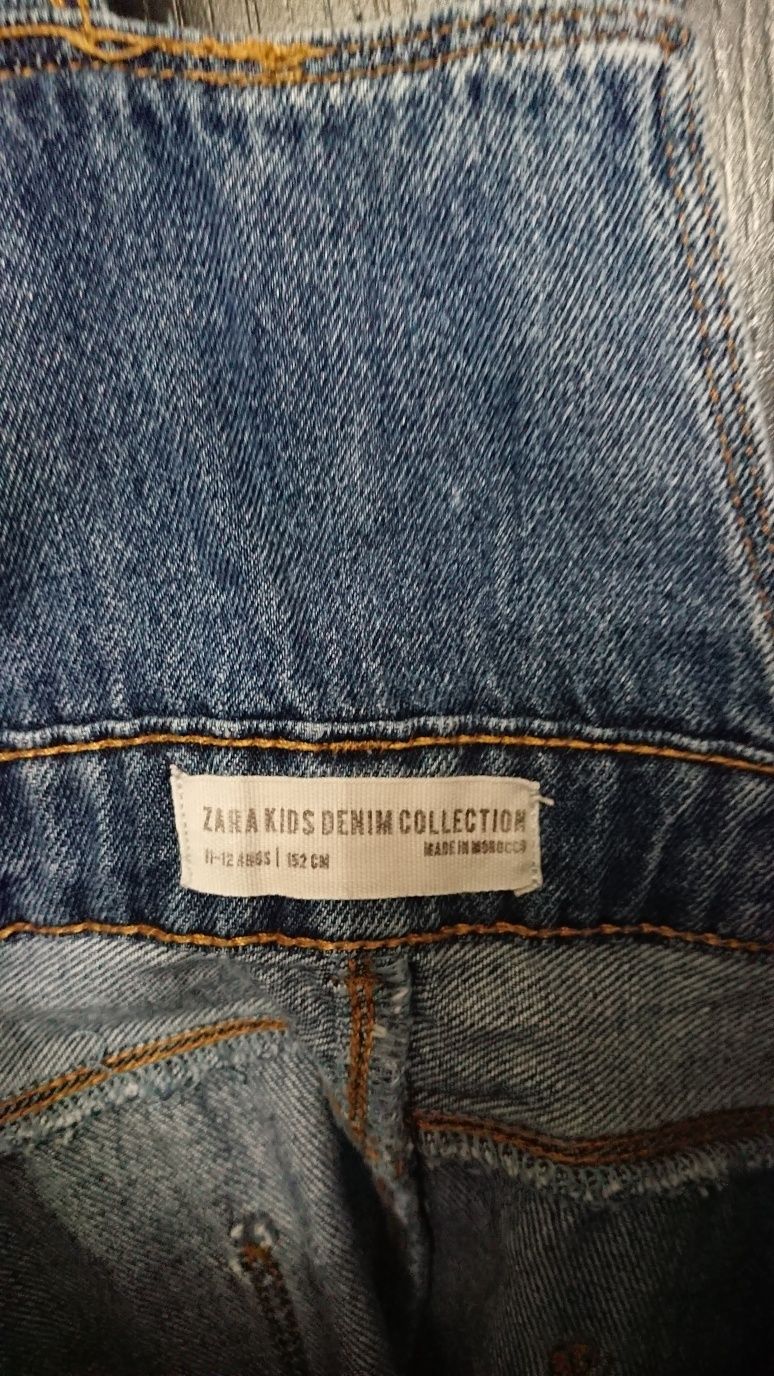 ZARA KIDS DENIM COLLECTION
11-12 AÑOS | 152 CM
MADE IN MOROCCO